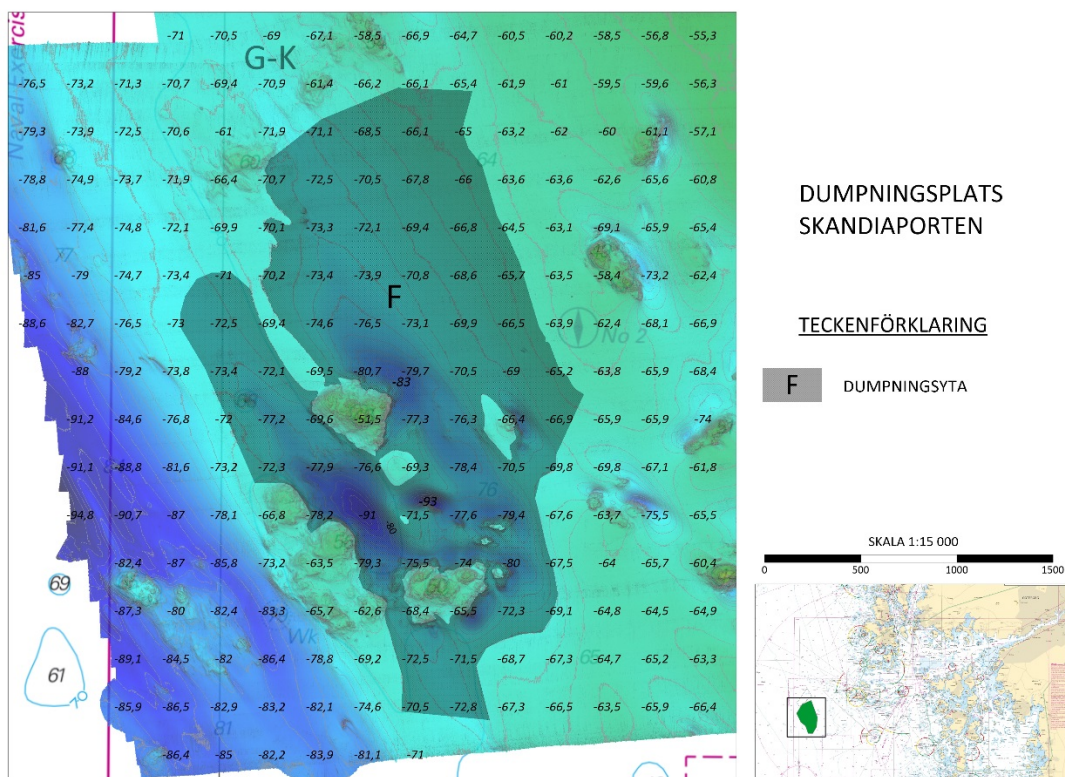 -71 -70,5 -69 -67,1 -58,5 -66,9 -64,7 -60,5 -60,2 -58,5 -56,8 -55,3
G-K
Naval Exercis
-76,5 -73,2 -71,3 -70,7 -69,4 -70,9 -61,4 -66,2 -66,1 -65,4 -61,9 -61 -59,5 -59,6 -56,3
-79,3 -73,9 -72,5 -70,6 -61 -71,9 -71,1 -68,5 -66,1 -65 -63,2 -62 -60 -61,1 -57,1
64
-78,8 -74,9 -73,7 -71,9 -66,4 -70,7 -72,5 -70,5 -67,8 -66 -63,6 -63,6 -62,6 -65,6 -60,8
-81,6 -77,4 -74,8 -72,1 -69,9 -70,1 -73,3 -72,1 -69,4 -66,8 -64,5 -63,1 -69,1 -65,9 -65,4
77
-85 -79 -74,7 -73,4 -71 -70,2 -73,4 -73,9 -70,8 -68,6 -65,7 -63,5 -58,4 -73,2 -62,4
F
-88,6 -82,7 -76,5 -73 -72,5 -69,4 -74,6 -76,5 -73,1 -69,9 -66,5 -63,9 -62,4 -68,1 -66,9
No 2
-88 -79,2 -73,8 -73,4 -72,1 -69,5 -80,7 -79,7 -70,5 -69 -65,2 -63,8 -65,9 -68,4
-83
-91,2 -84,6 -76,8 -72 -77,2 -69,6 -51,5 -77,3 -76,3 -66,4 -66,9 -65,9 -65,9 -74
-91,1 -88,8 -81,6 -73,2 -72,3 -77,9 -76,6 -69,3 -78,4 -70,5 -69,8 -69,8 -67,1 -61,8
76
-93
-94,8 -90,7 -87 -78,1 -66,8 -78,2 -91 -71,5 -77,6 -79,4 -67,6 -63,7 -75,5 -65,5
-80
-82,4 -87 -85,8 -73,2 -63,5 -79,3 -75,5 -74 -80 -67,5 -64 -65,7 -60,4
69
-87,3 -80 -82,4 -83,3 -65,7 -62,6 -68,4 -65,5 -72,3 -69,1 -64,8 -64,5 -64,9
Wk
-89,1 -84,5 -82 -86,4 -78,8 -69,2 -72,5 -71,5 -68,7 -67,3 -64,7 -65,2 -63,3
65
61
-85,9 -86,5 -82,9 -83,2 -82,1 -74,6 -70,5 -72,8 -67,3 -66,5 -63,5 -65,9 -66,4
81
-86,4 -85 -82,2 -83,9 -81,1 -71
DUMPNINGSPLATS
SKANDIAPORTEN
TECKENFÖRKLARING
F DUMPNINGSYTA
SKALA 1:15 000
0 500 1000 1500